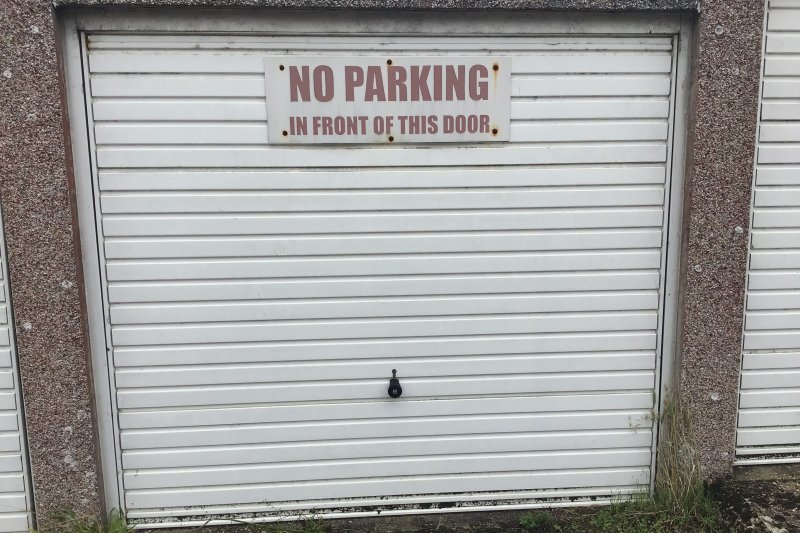 NO PARKING
IN FRONT OF THIS DOOR